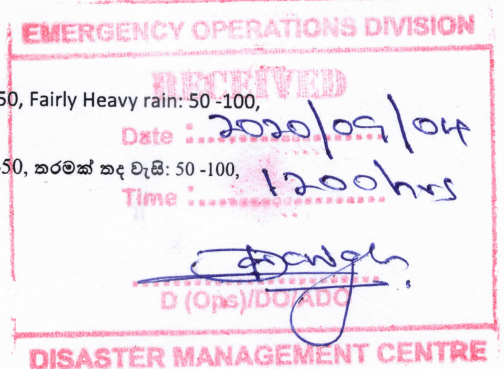 EMERGENCY OPERATIONS DIVISION
RECEIVED
50, Fairly Heavy rain: 50 -100,
Date : 2020/09/04
50, තරමක් තද වැසි: 50 -100,
Time : 1200hrs
D (Ops)/DO/ADO
DISASTER MANAGEMENT CENTRE